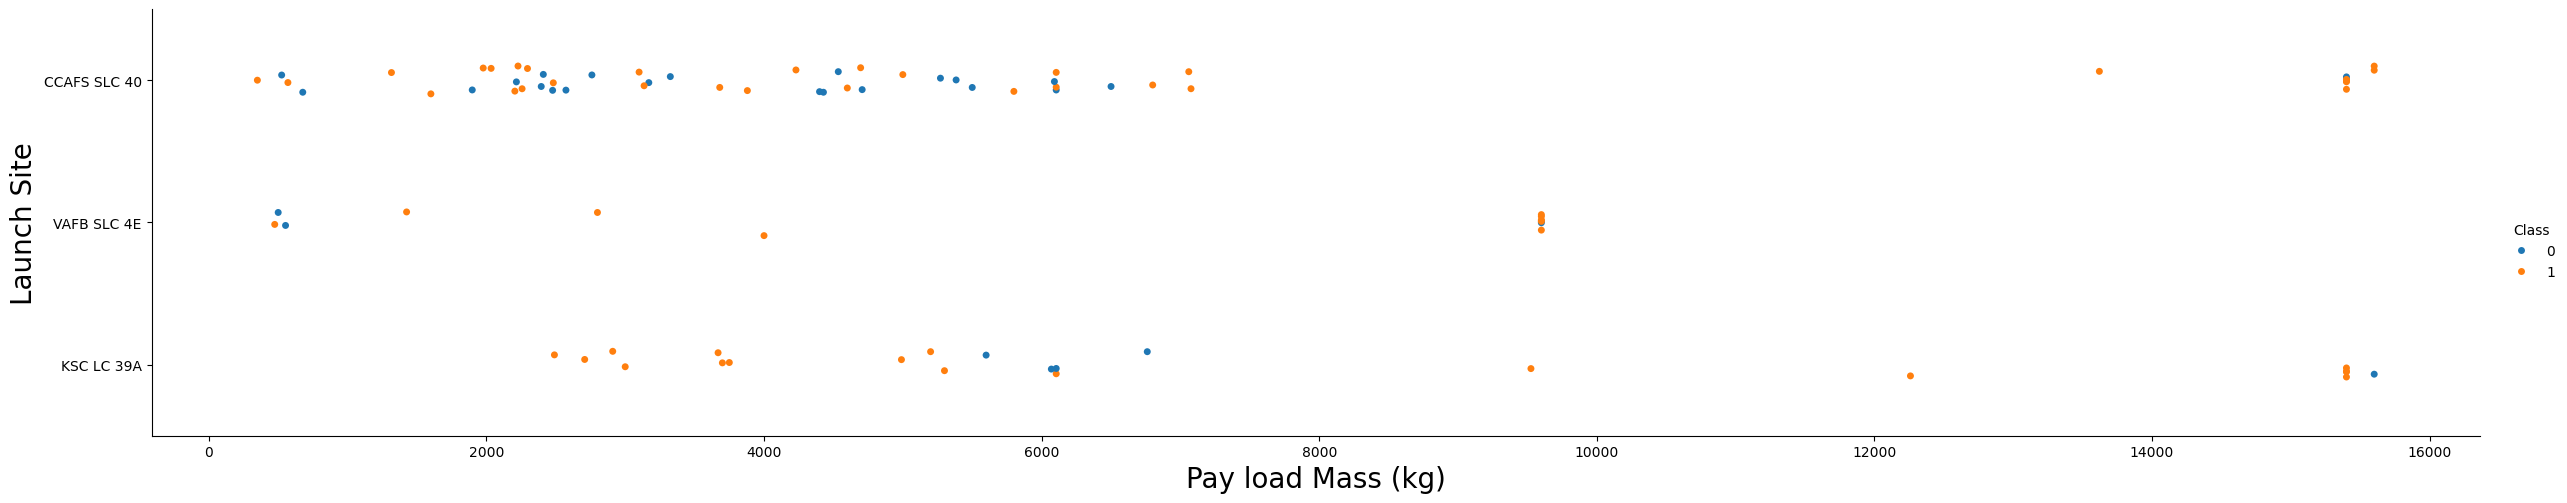 CCAFS SLC 40
VAFB SLC 4E
KSC LC 39A
Launch Site
0 2000 4000 6000 8000 10000 12000 14000 16000
Pay load Mass (kg)
Class
0
1